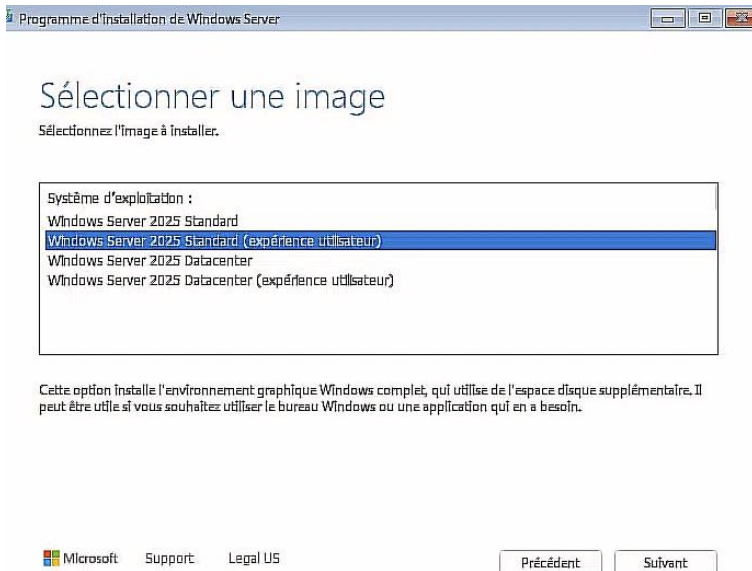 Programme d'installation de Windows Server
Sélectionner une image
Sélectionnez l'image à installer.
Système d'exploitation :
Windows Server 2025 Standard
Windows Server 2025 Standard (expérience utilisateur)
Windows Server 2025 Datacenter
Windows Server 2025 Datacenter (expérience utilisateur)
Cette option installe l'environnement graphique Windows complet, qui utilise de l'espace disque supplémentaire. Il
peut être utile si vous souhaitez utiliser le bureau Windows ou une application qui en a besoin.
Microsoft Support Legal US Précédent Suivant